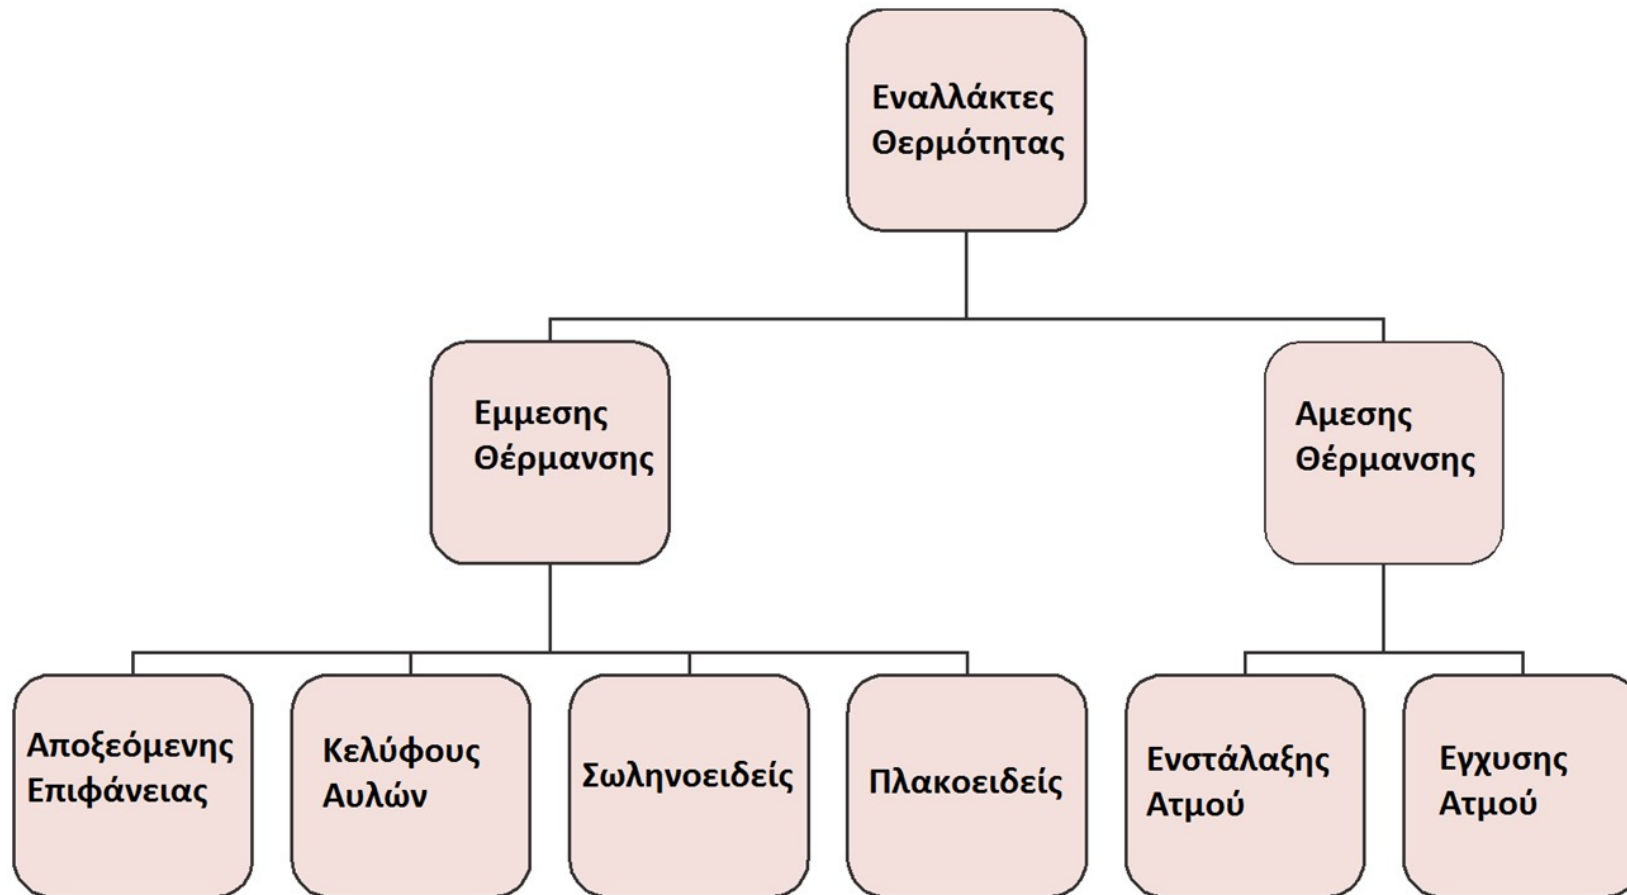 Εναλλάκτες
Θερμότητας
Εμμεσης
Θέρμανσης
Αμεσης
Θέρμανσης
Αποξεόμενης
Επιφάνειας
Κελύφους
Αυλών
Σωληνοειδείς
Πλακοειδείς
Ενστάλαξης
Ατμού
Εγχυσης
Ατμού